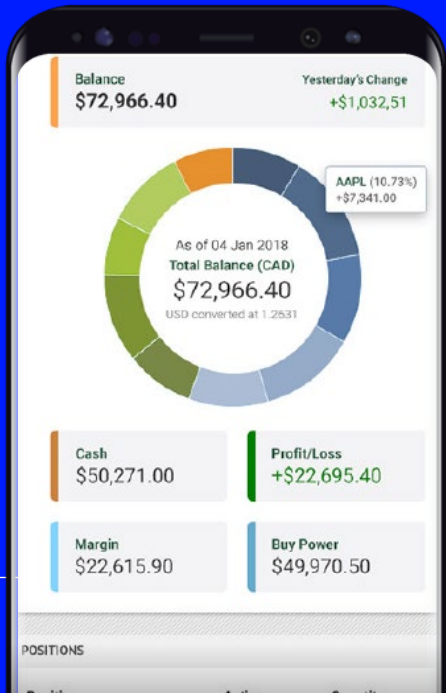 Balance
Yesterday's Change
$72,966.40
+$1,032,51
AAPL (10.73%)
+$7,341.00
As of 04 Jan 2018
Total Balance (CAD)
$72,966.40
USD converted at 1.2631
Cash
$50,271.00
Profit/Loss
+$22,695.40
Margin
$22,615.90
Buy Power
$49,970.50
POSITIONS